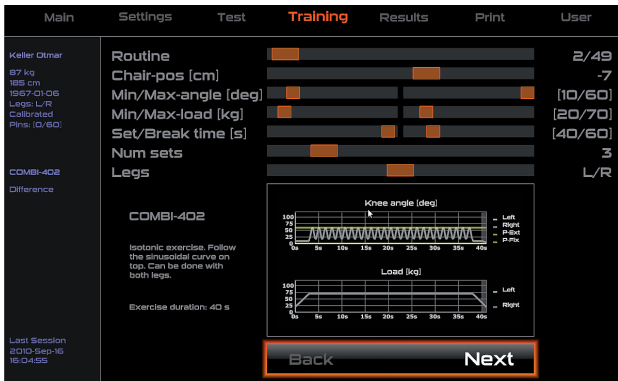 Main Settings Test Training Results Print User
Keller Otmar
87 kg
185 cm
1967-01-06
Legs: L/R
Calibrated
Pins: [0/60]
COMBI-402
Difference
Last Session
2010-Sep-16
16:04:55
Routine 2/49
Chair-pos [cm] -7
Min/Max-angle [deg] [10/60]
Min/Max-load [kg] [20/70]
Set/Break time [s] [40/60]
Num sets 3
Legs L/R
COMBI-402
Isotonic exercise. Follow
the sinusoidal curve on
top. Can be done with
both legs.
Exercise duration: 40 s
Knee angle [deg]
100
75
50
25
0
0s 5s 10s 15s 20s 25s 30s 35s 40s
Left
Right
P-Ext
P-Flx
Load [kg]
100
75
50
25
0
0s 5s 10s 15s 20s 25s 30s 35s 40s
Left
Right
Back Next